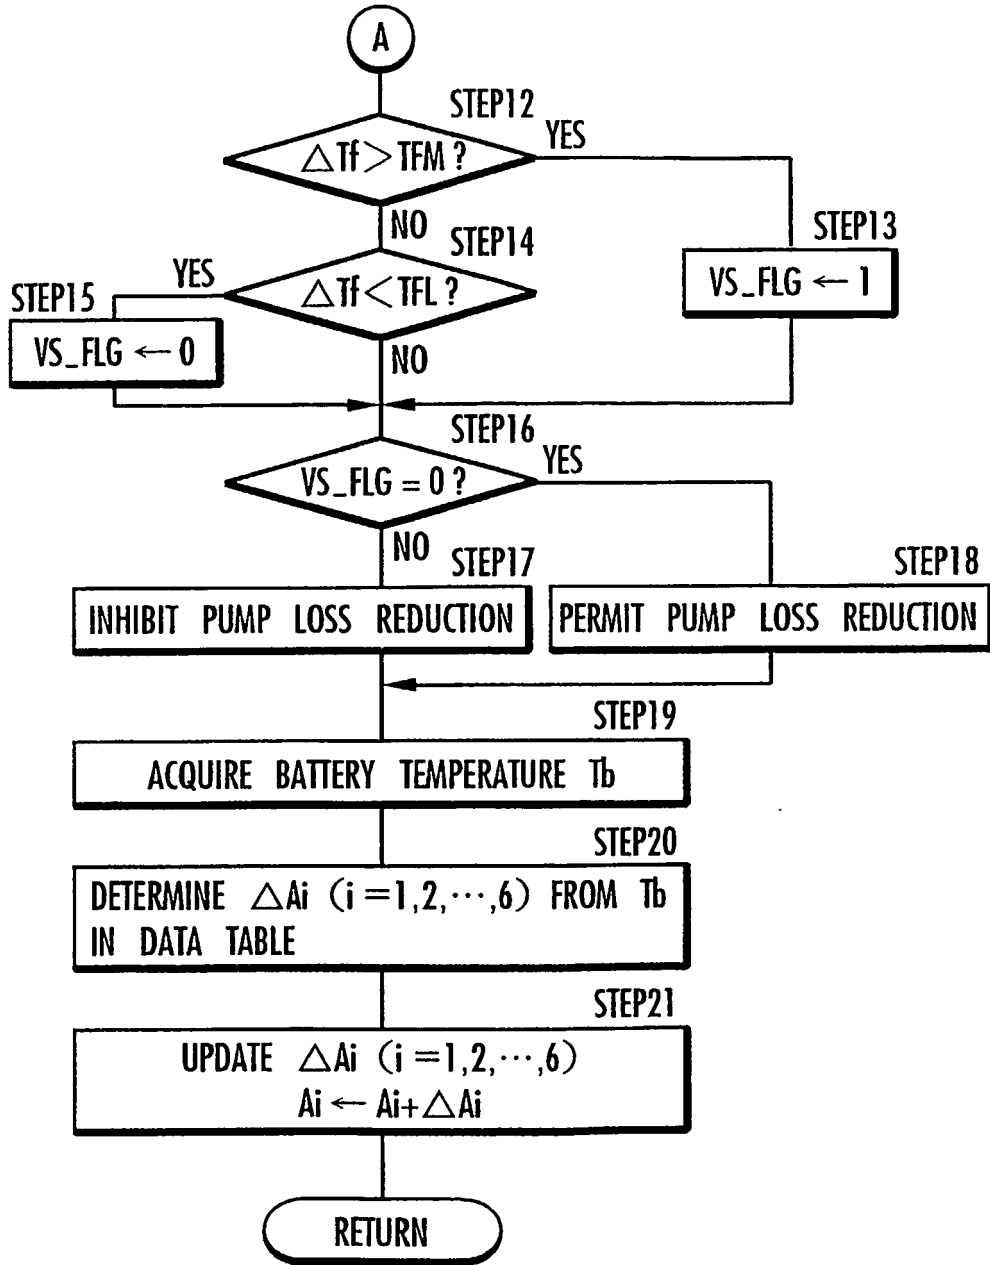 A
STEP12
△Tf>TFM?
YES
NO
STEP13
VS_FLG ← 1
STEP14
△Tf<TFL?
YES
STEP15
VS_FLG ← 0
NO
STEP16
VS_FLG = 0?
YES
NO
STEP17
INHIBIT PUMP LOSS REDUCTION
STEP18
PERMIT PUMP LOSS REDUCTION
STEP19
ACQUIRE BATTERY TEMPERATURE Tb
STEP20
DETERMINE △Ai (i=1,2,⋯,6) FROM Tb
IN DATA TABLE
STEP21
UPDATE △Ai (i=1,2,⋯,6)
Ai ← Ai+△Ai
RETURN